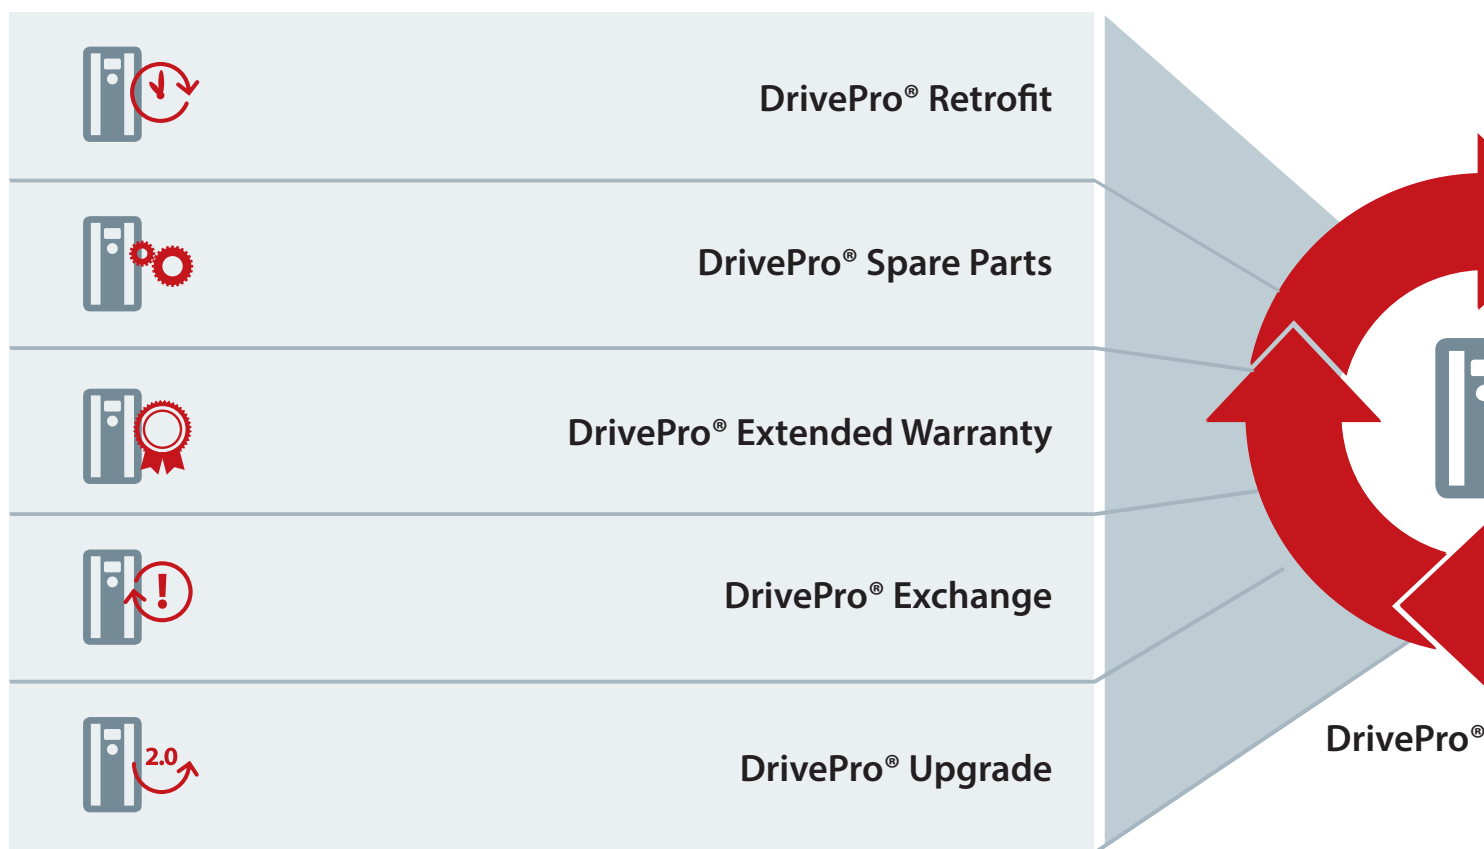 DrivePro® Retrofit
DrivePro® Spare Parts
DrivePro® Extended Warranty
!
DrivePro® Exchange
2.0
DrivePro® Upgrade
DrivePro®